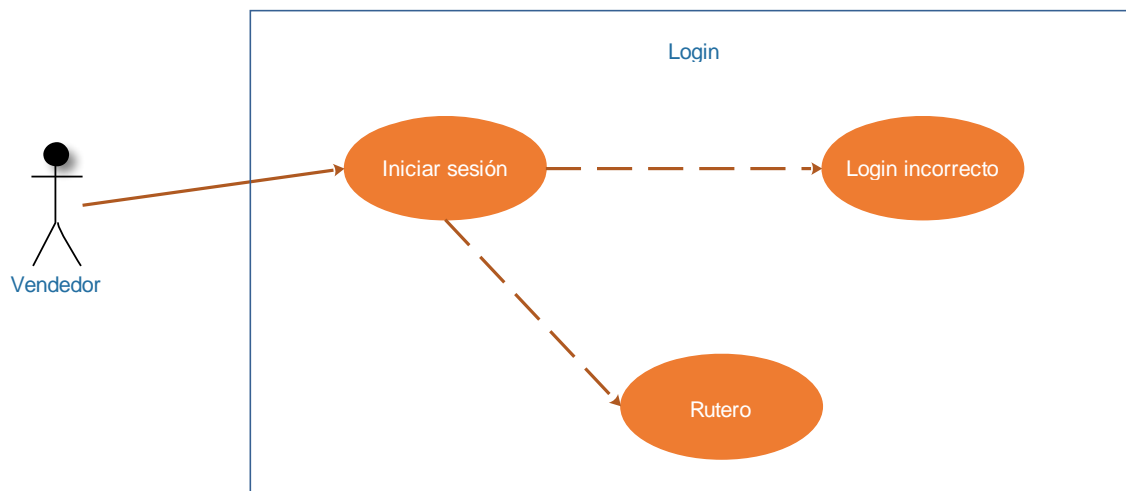 Login
Iniciar sesión
Login incorrecto
Vendedor
Rutero